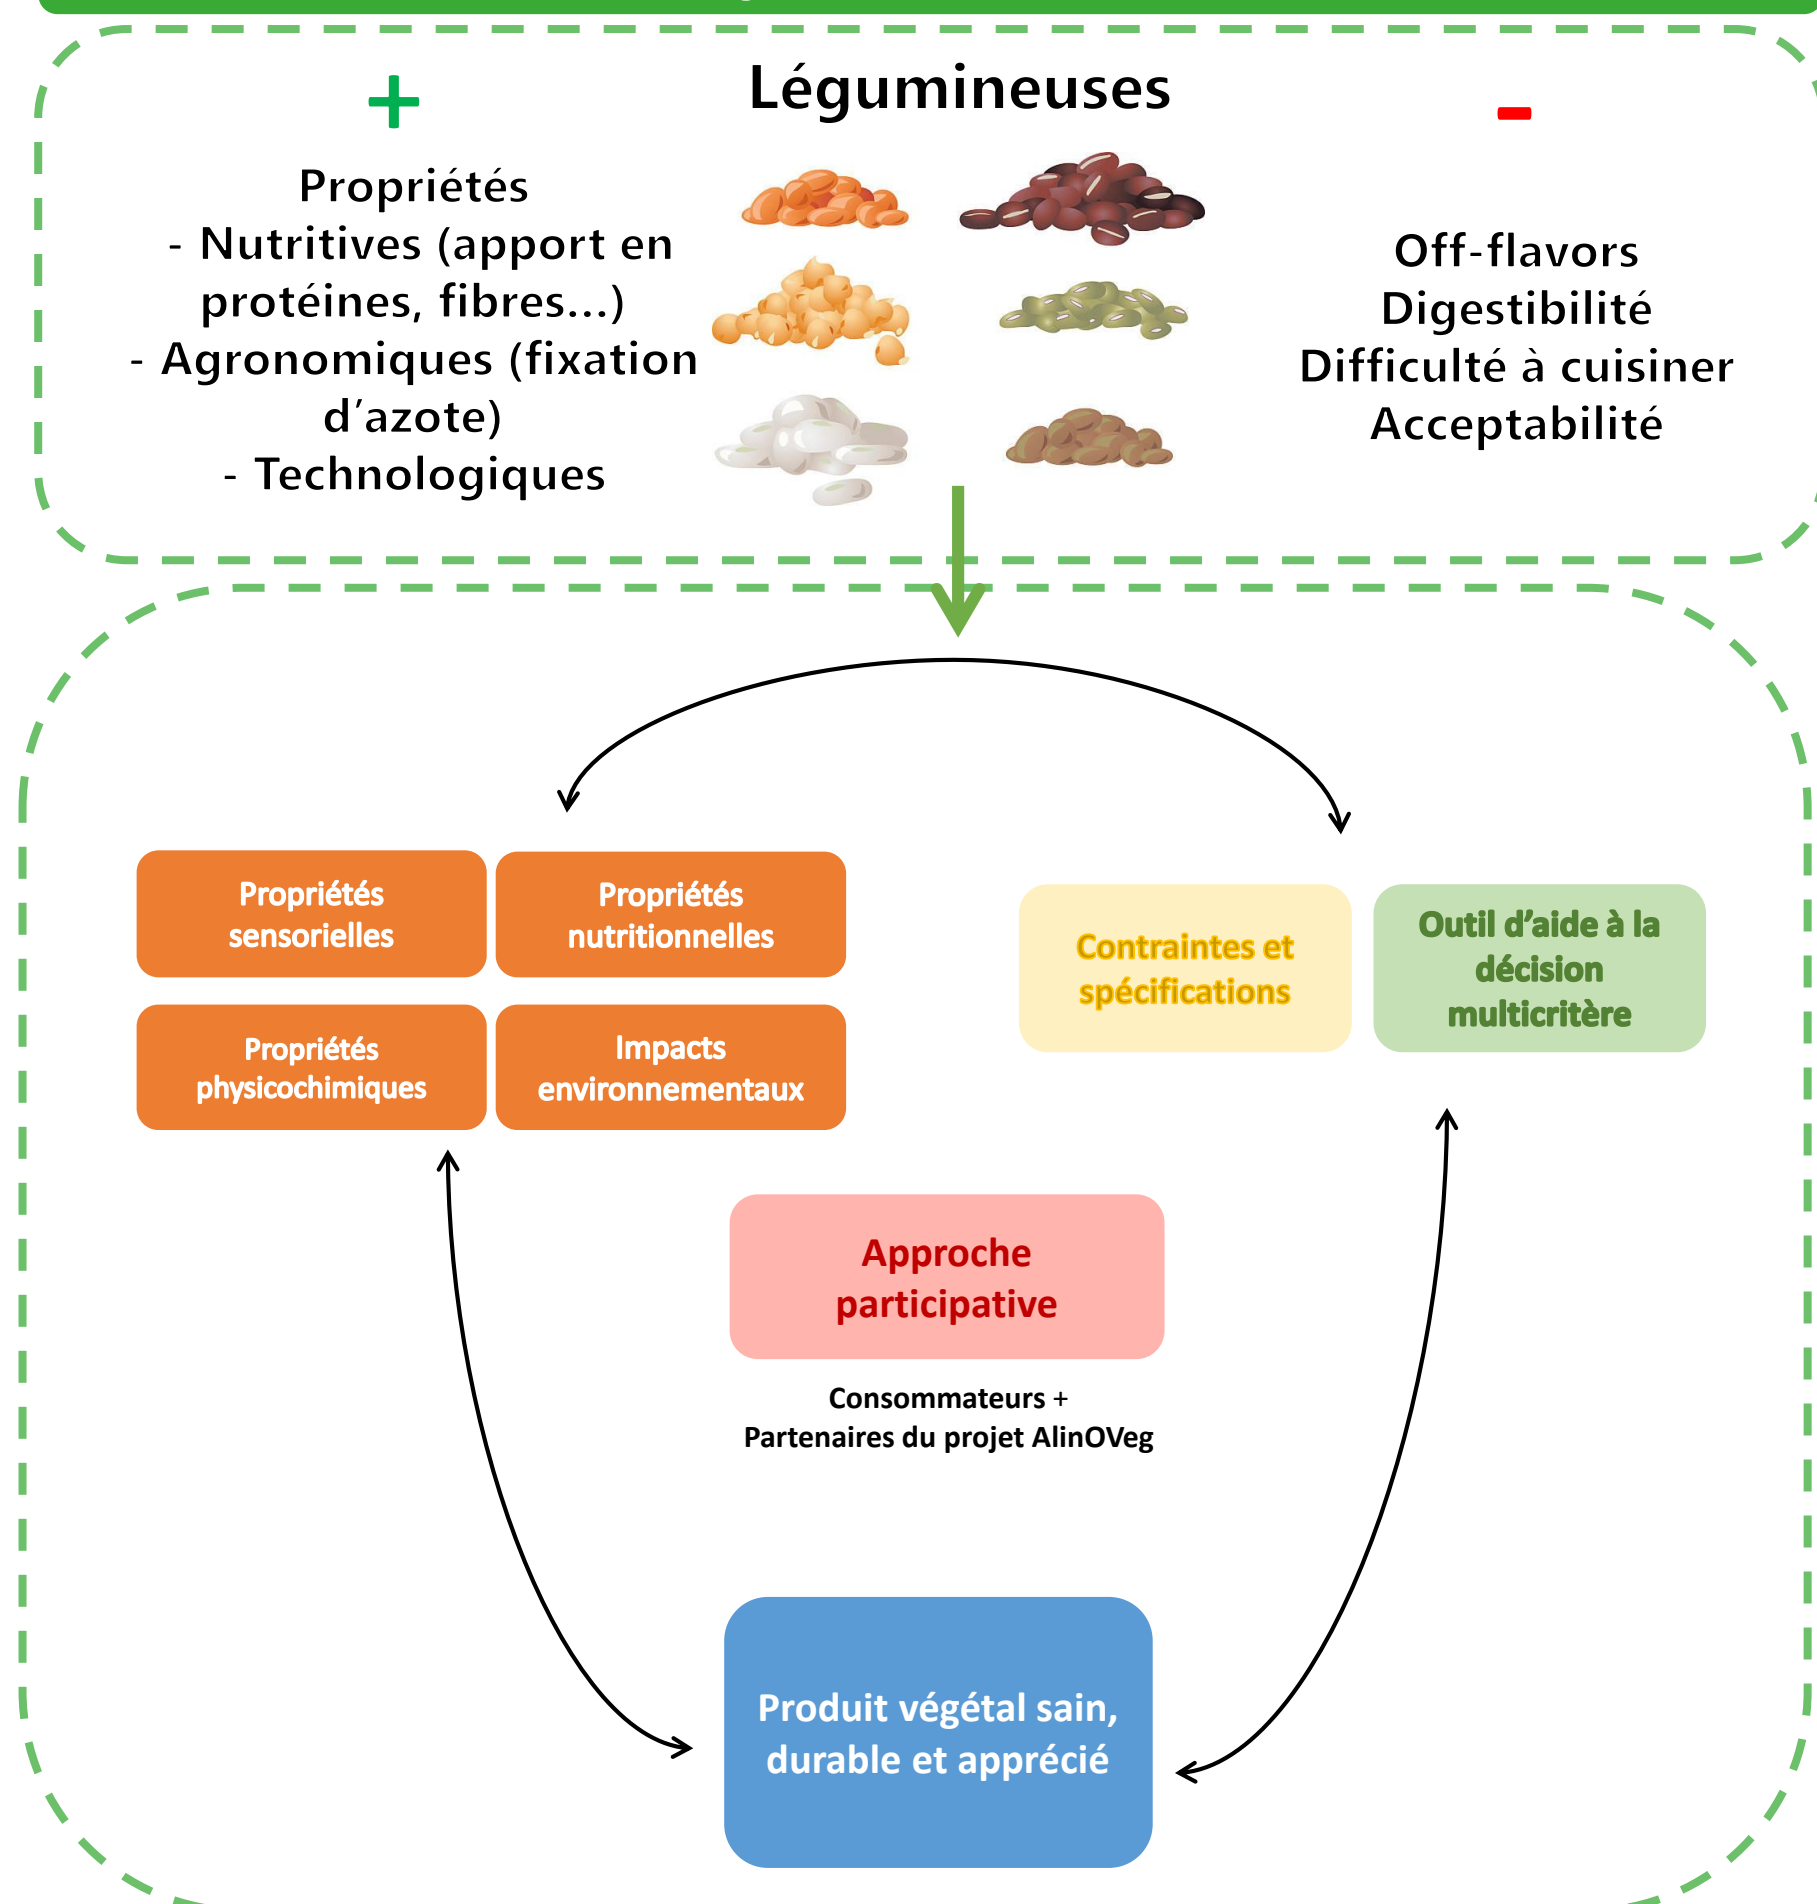 Légumineuses
+
Propriétés
- Nutritives (apport en
protéines, fibres...)
- Agronomiques (fixation
d’azote)
- Technologiques
-
Off-flavors
Digestibilité
Difficulté à cuisiner
Acceptabilité
Propriétés
sensorielles
Propriétés
nutritionnelles
Propriétés
physicochimiques
Impacts
environnementaux
Contraintes et
spécifications
Outil d’aide à la
décision
multicritère
Approche
participative
Consommateurs +
Partenaires du projet AlinOVeg
Produit végétal sain,
durable et apprécié